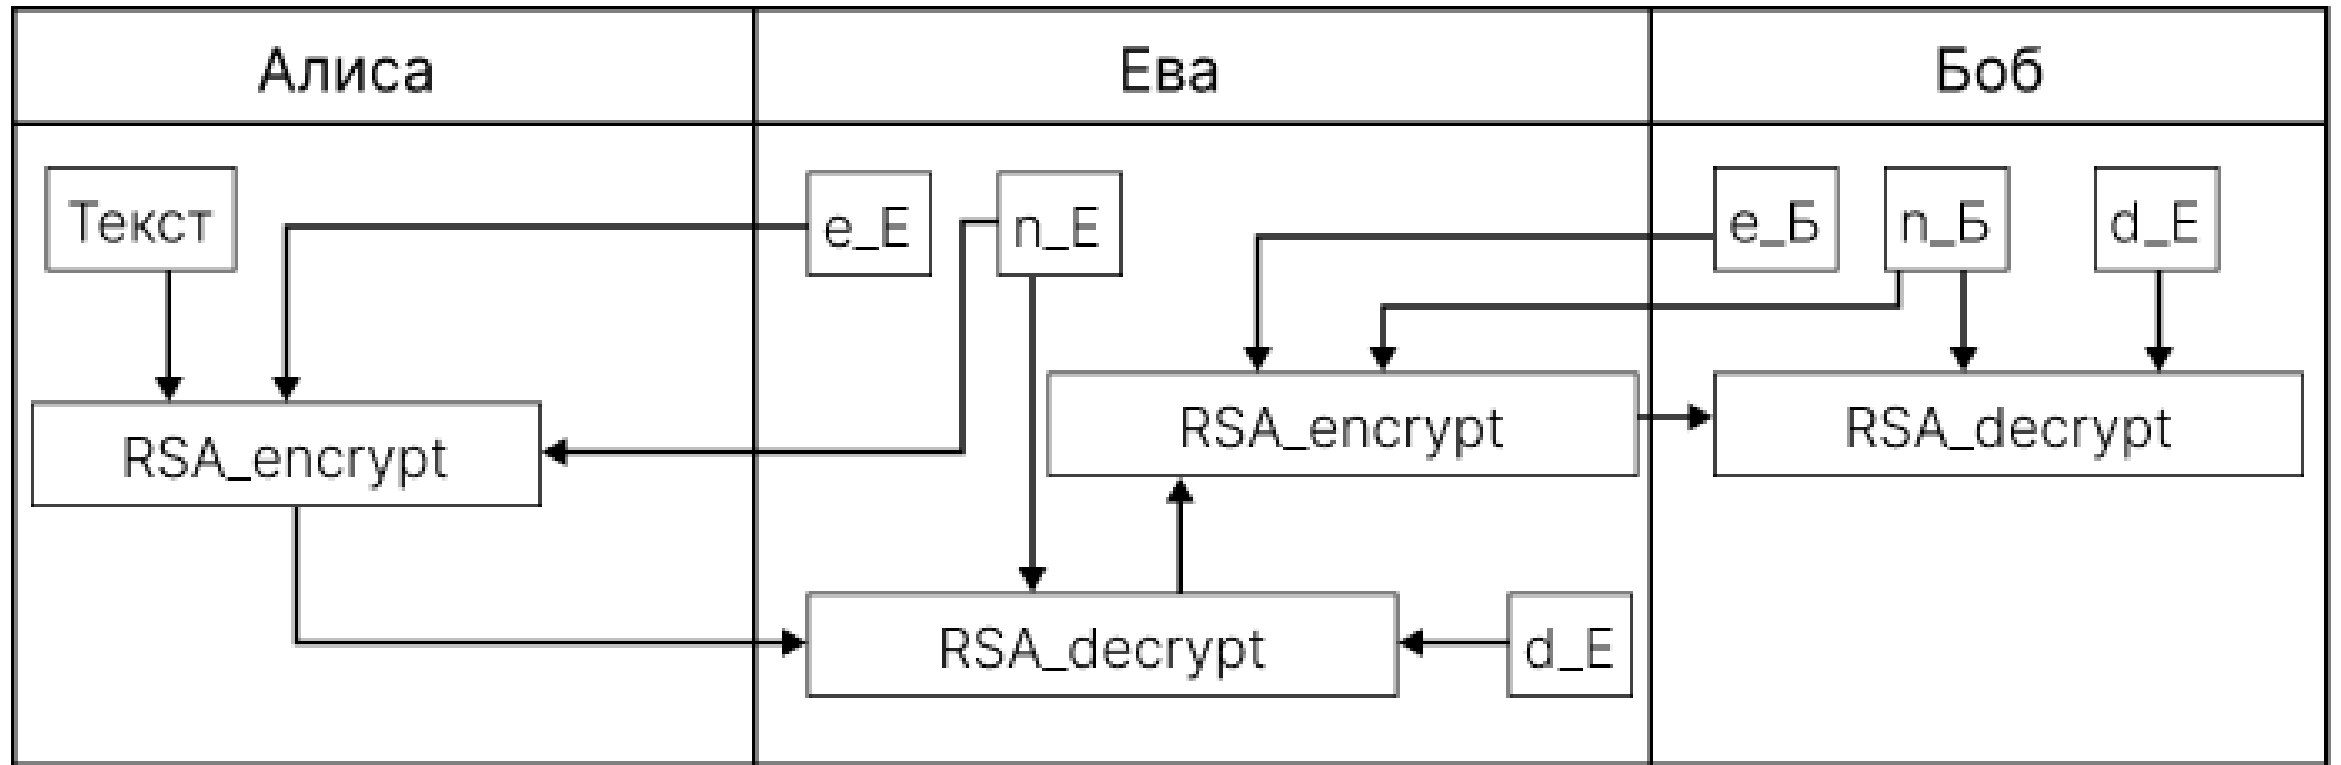 Алиса
Ева
Боб
Текст
e_E
n_E
e_Б
n_Б
d_E
RSA_encrypt
RSA_encrypt
RSA_decrypt
RSA_decrypt
d_E